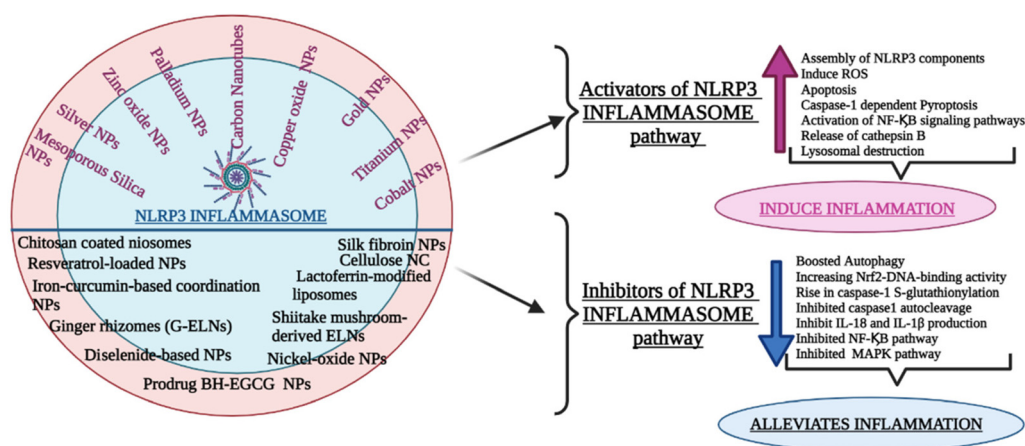 Mesoporous Silica
NPs
Silver NPs
Zinc oxide NPs
Palladium NPs
Carbon Nanotubes
Copper oxide NPs
Gold NPs
Titanium NPs
Cobalt NPs
NLRP3 INFLAMMASOME
Chitosan coated niosomes
Resveratrol-loaded NPs
Iron-curcumin-based coordination
NPs
Ginger rhizomes (G-ELNs)
Diselenide-based NPs
Prodrug BH-EGCG NPs
Silk fibroin NPs
Cellulose NC
Lactoferrin-modified
liposomes
Shiitake mushroom-
derived ELNs
Nickel-oxide NPs
Activators of NLRP3
INFLAMMASOME
pathway
Assembly of NLRP3 components
Induce ROS
Apoptosis
Caspase-1 dependent Pyroptosis
Activation of NF-ҚB signaling pathways
Release of cathepsin B
Lysosomal destruction
INDUCE INFLAMMATION
Inhibitors of NLRP3
INFLAMMASOME
pathway
Boosted Autophagy
Increasing Nrf2-DNA-binding activity
Rise in caspase-1 S-glutathionylation
Inhibited caspase1 autocleavage
Inhibit IL-18 and IL-1β production
Inhibited NF-ҚB pathway
Inhibited MAPK pathway
ALLEVIATES INFLAMMATION